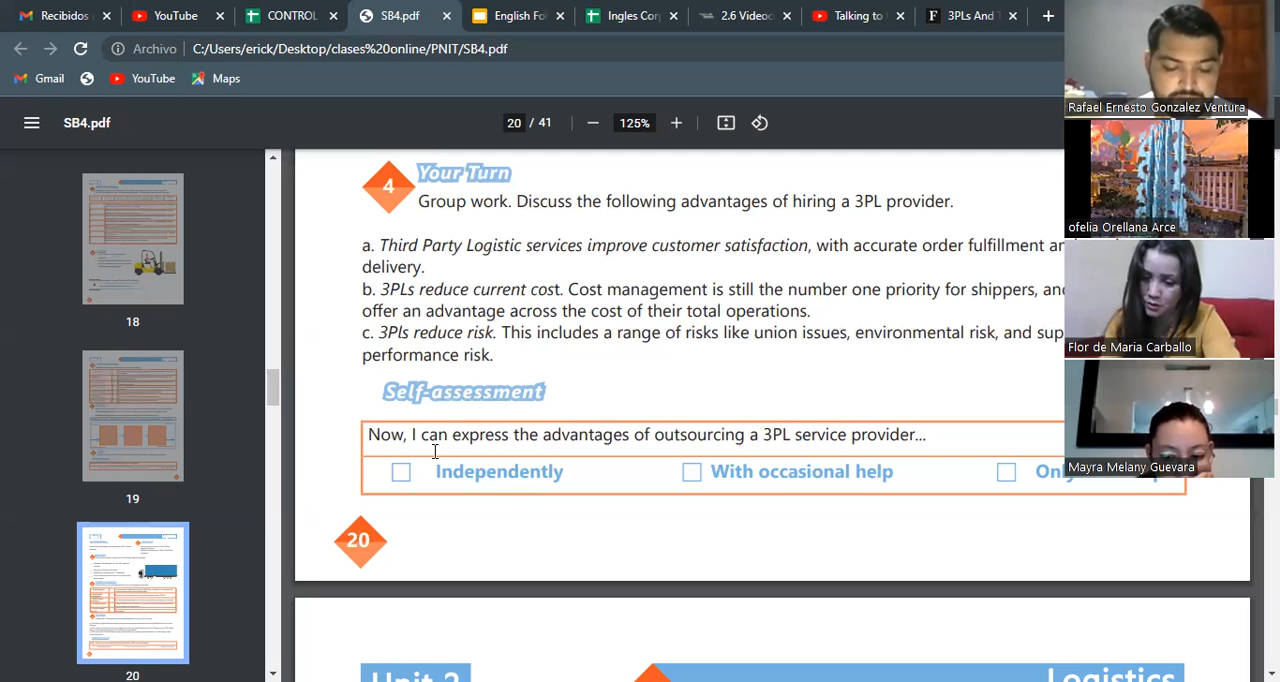 Recibidos
YouTube
CONTROL
SB4.pdf
English Fo
Ingles Cor
2.6 Videoc
Talking to
3PLs And T
Archivo
C:/Users/erick/Desktop/clases%20online/PNIT/SB4.pdf
Gmail
YouTube
Maps
SB4.pdf
20 / 41
125%
18
19
20
4
Your Turn
Group work. Discuss the following advantages of hiring a 3PL provider.
a. Third Party Logistic services improve customer satisfaction, with accurate order fulfillment an
delivery.
b. 3PLs reduce current cost. Cost management is still the number one priority for shippers, and
offer an advantage across the cost of their total operations.
c. 3Pls reduce risk. This includes a range of risks like union issues, environmental risk, and sup
performance risk.
Self-assessment
Now, I can express the advantages of outsourcing a 3PL service provider...
Independently
With occasional help
20
Unit 2
Logistics
Rafael Ernesto Gonzalez Ventura
ofelia Orellana Arce
Flor de Maria Carballo
Mayra Melany Guevara